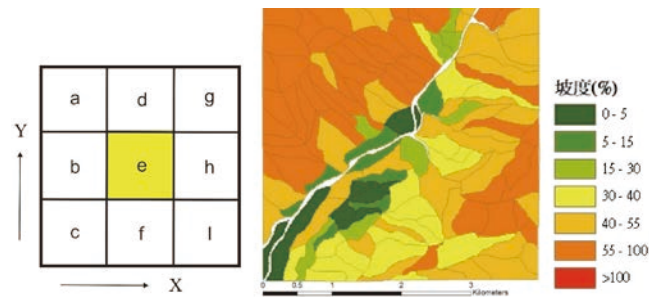 a d g
Y
b e h
c f l
X
坡度(%)
0 - 5
5 - 15
15 - 30
30 - 40
40 - 55
55 - 100
>100
0 0.5 1 2 3
Kilometers